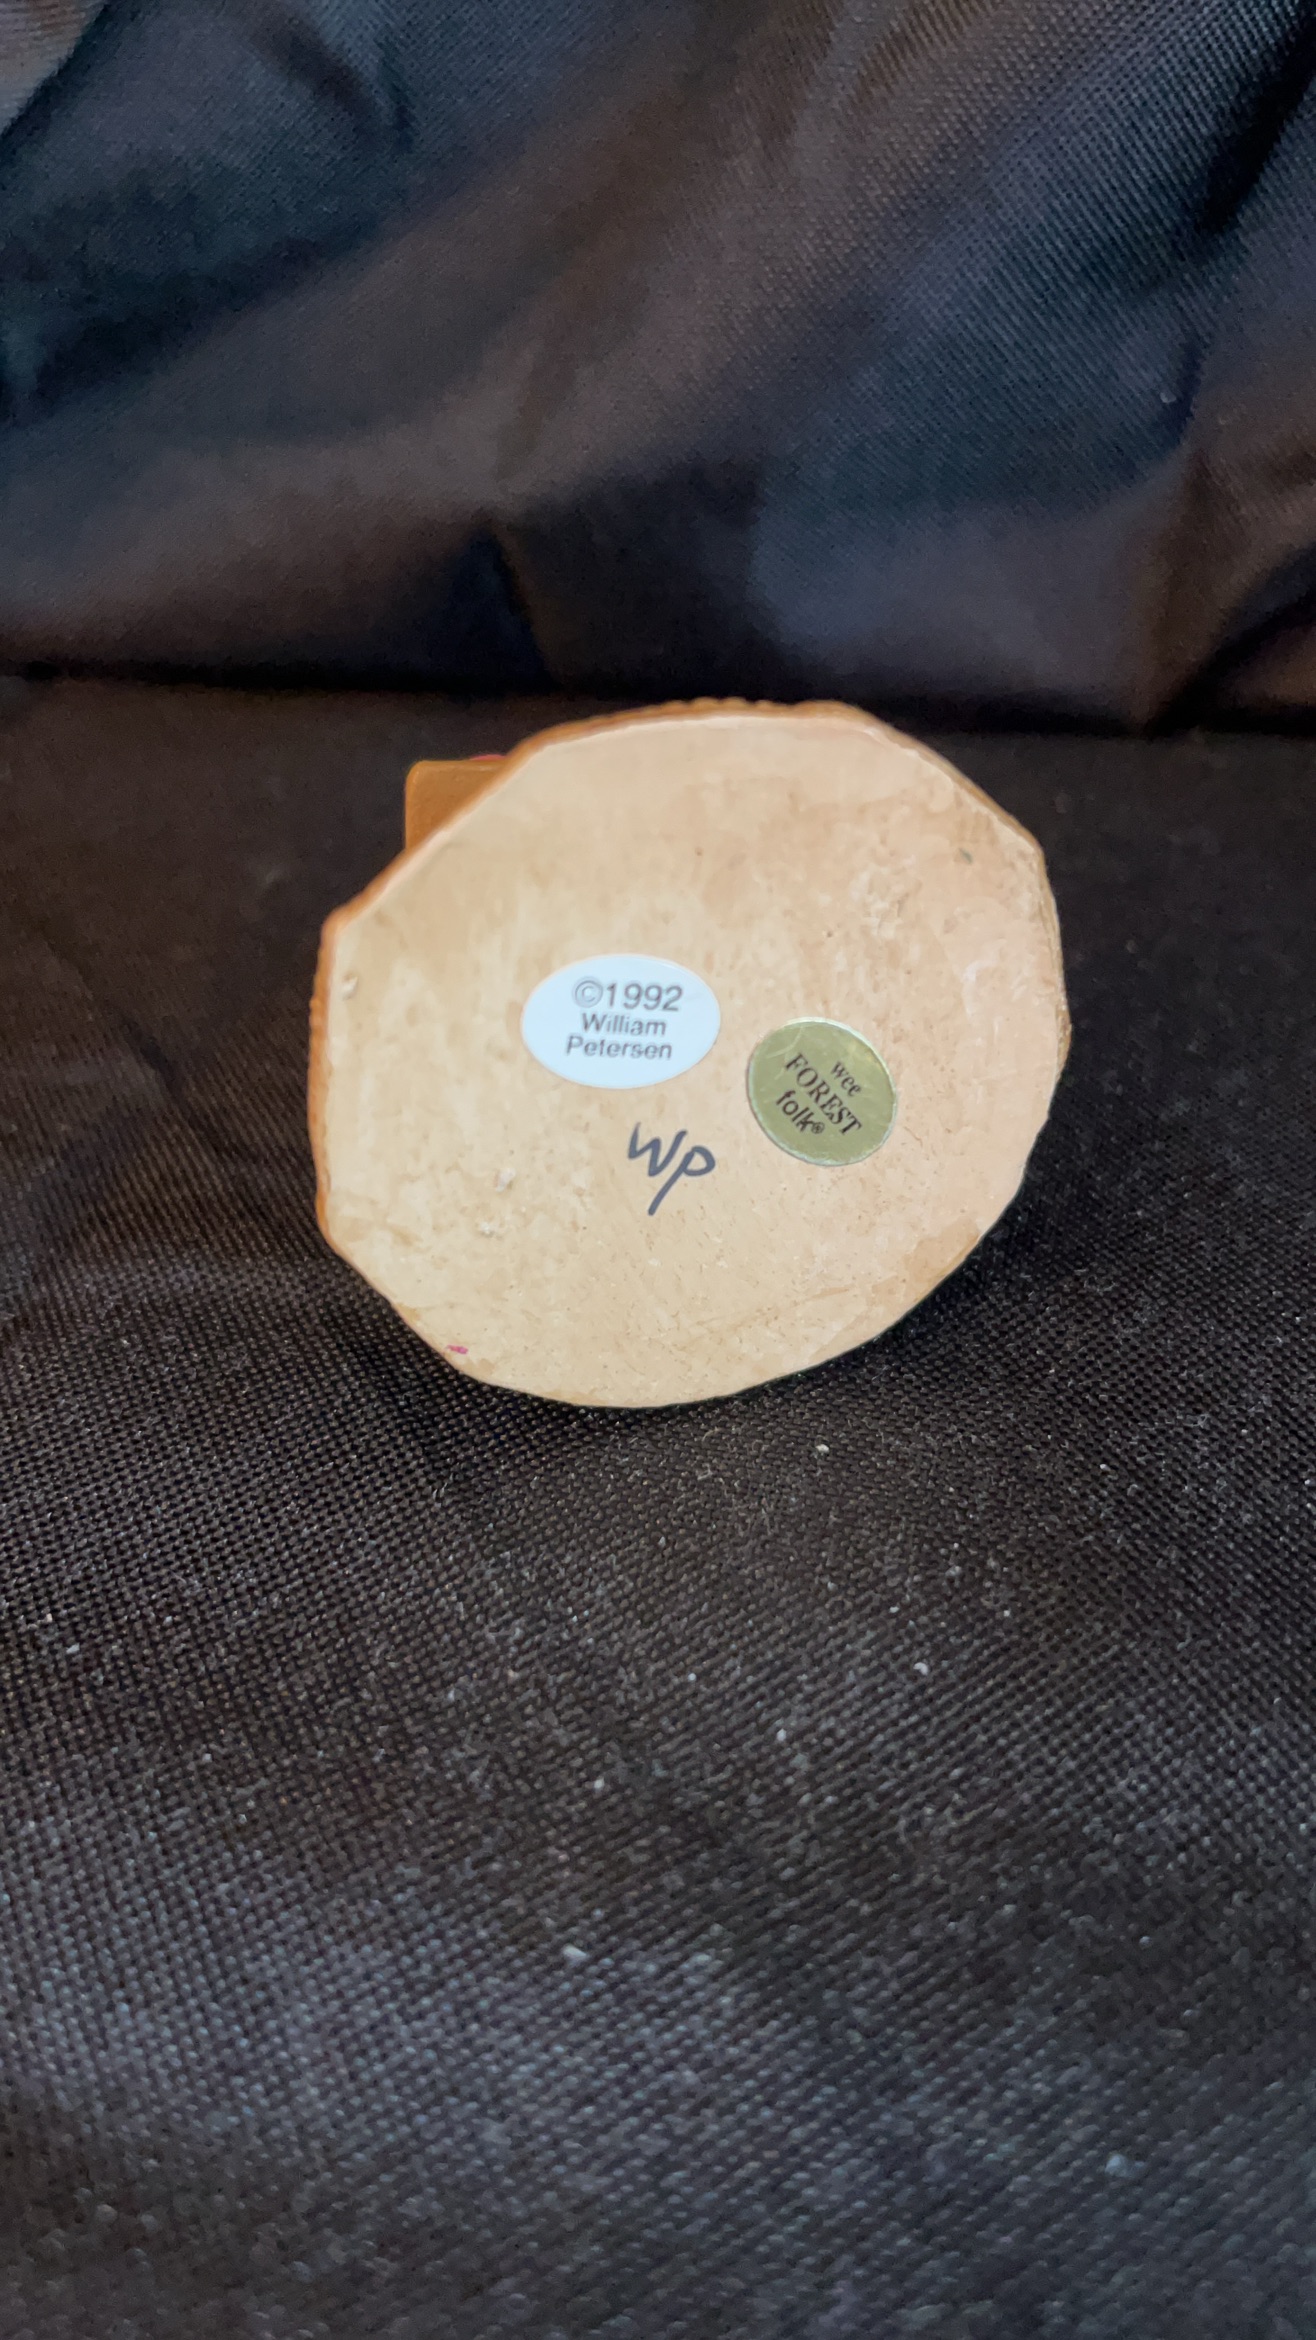 ©1992
William
Petersen
wee
FOREST
folk®
WP